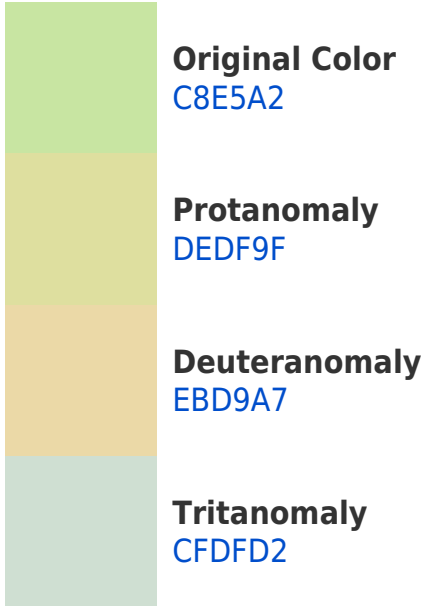 Original Color
C8E5A2
Protanomaly
DEDF9F
Deuteranomaly
EBD9A7
Tritanomaly
CFDFD2